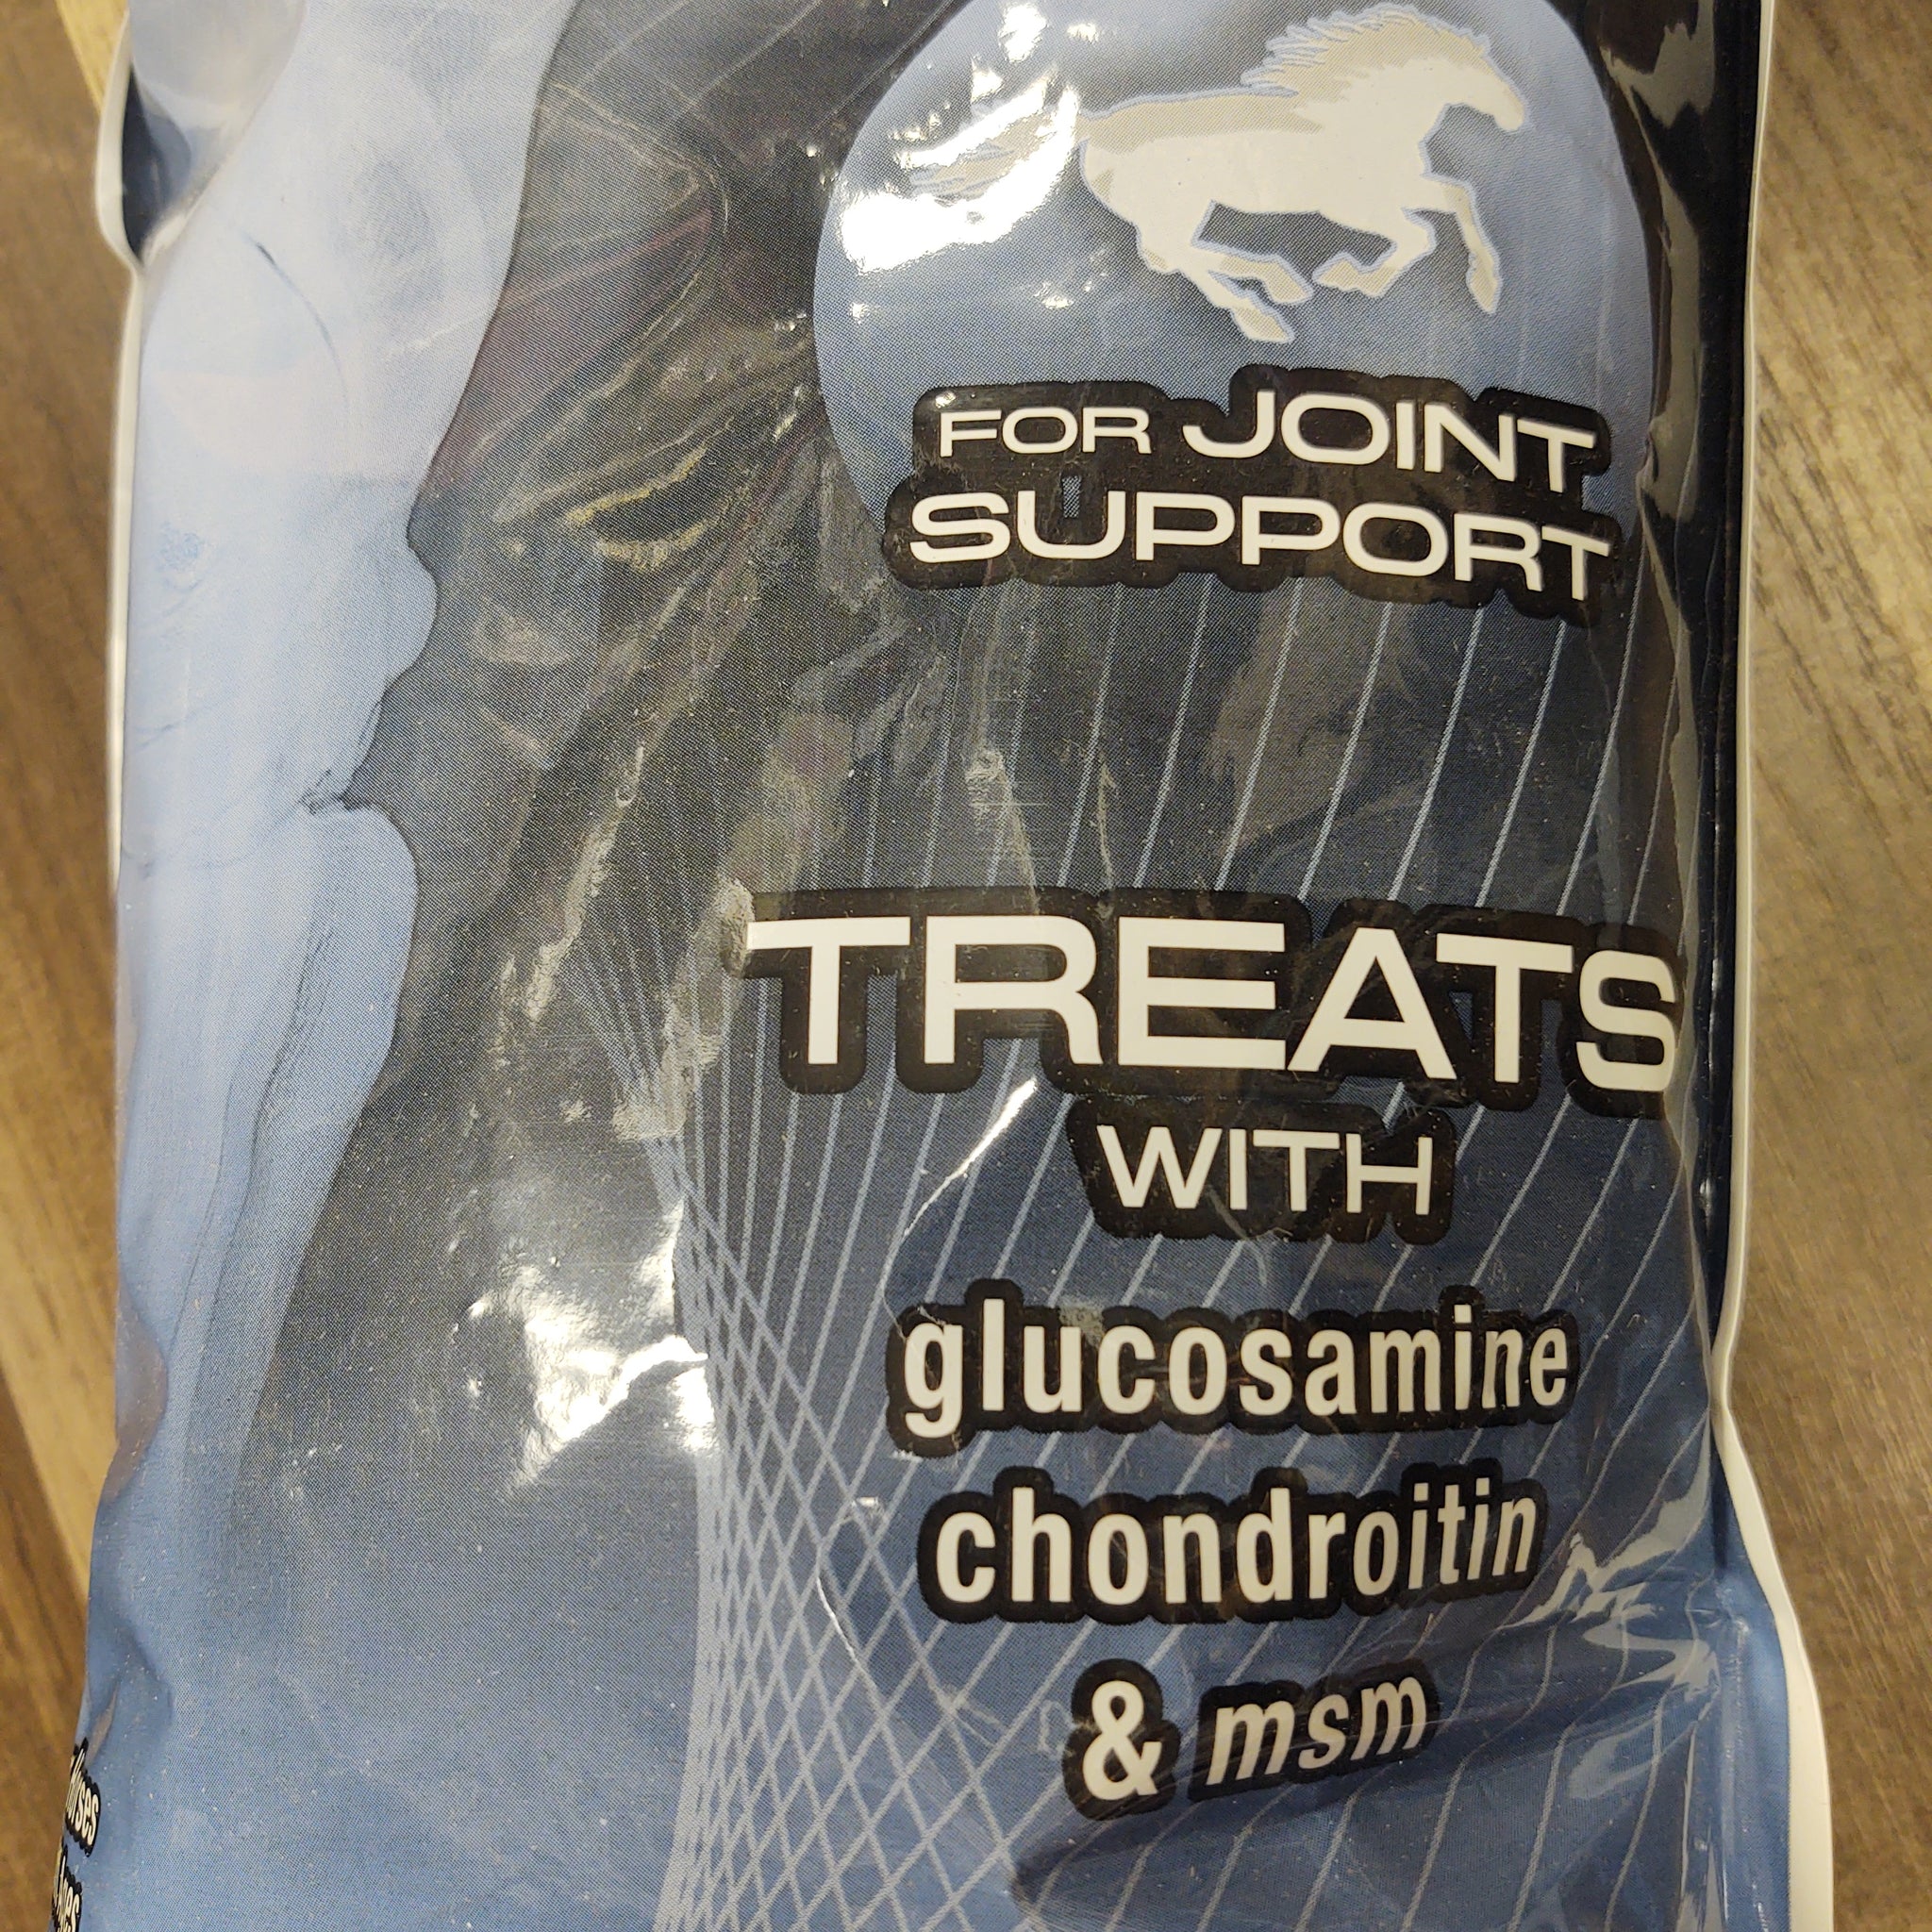 FOR JOINT
SUPPORT
TREATS
WITH
glucosamine
chondroitin
& msm